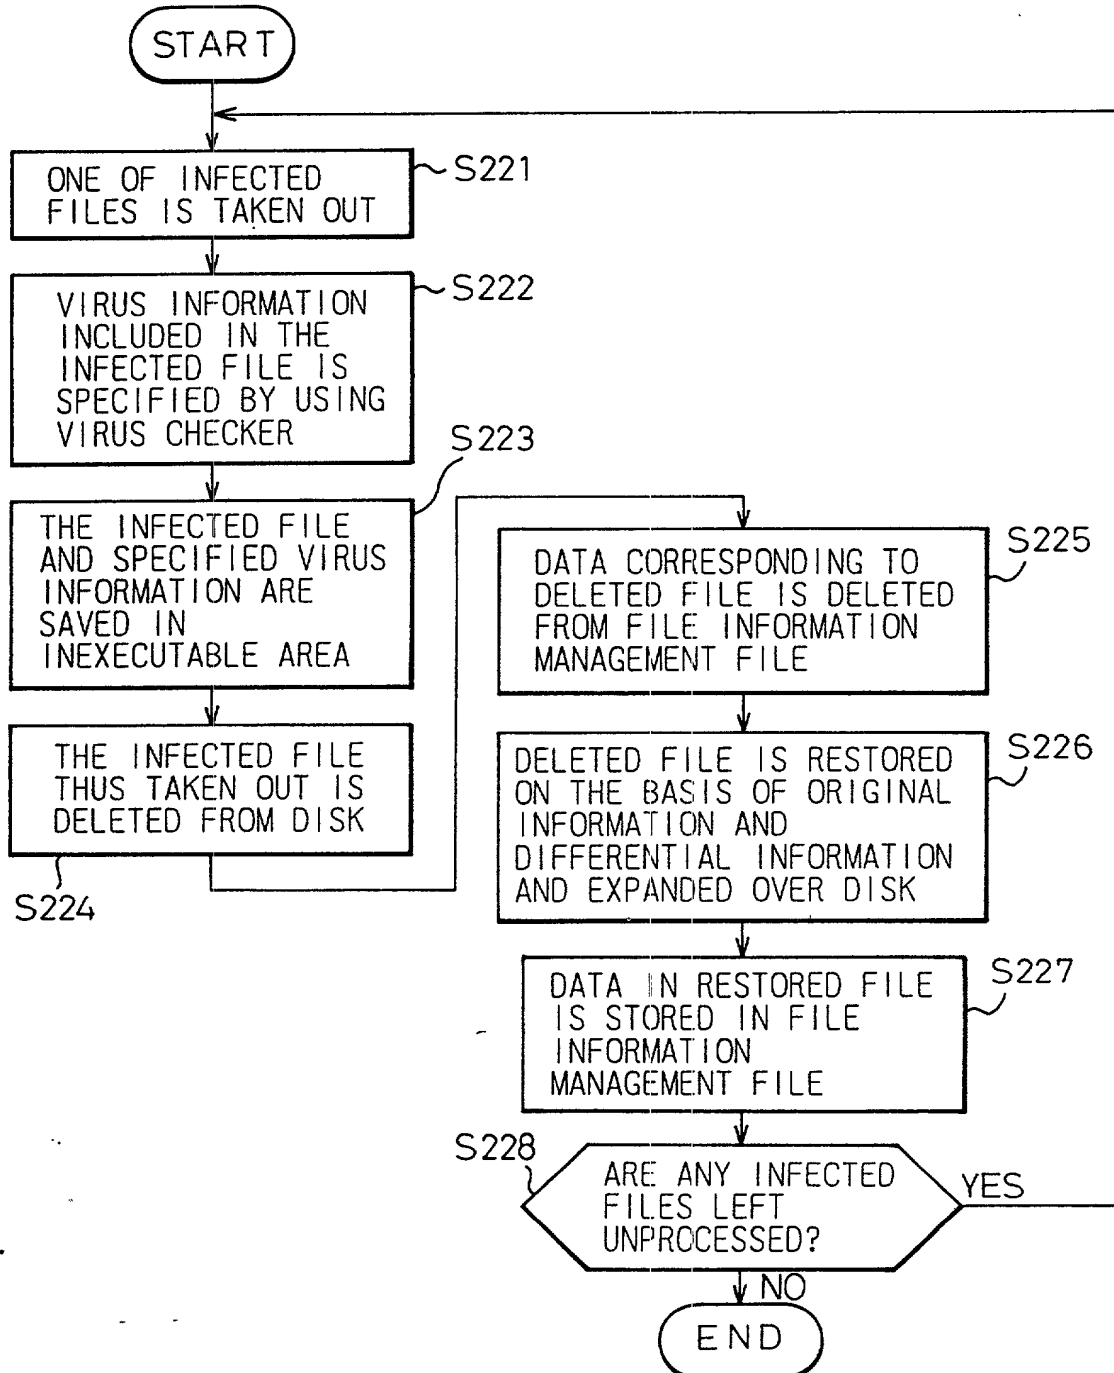 START
ONE OF INFECTED
FILES IS TAKEN OUT
S221
VIRUS INFORMATION
INCLUDED IN THE
INFECTED FILE IS
SPECIFIED BY USING
VIRUS CHECKER
S222
THE INFECTED FILE
AND SPECIFIED VIRUS
INFORMATION ARE
SAVED IN
INEXECUTABLE AREA
S223
THE INFECTED FILE
THUS TAKEN OUT IS
DELETED FROM DISK
S224
DATA CORRESPONDING TO
DELETED FILE IS DELETED
FROM FILE INFORMATION
MANAGEMENT FILE
S225
DELETED FILE IS RESTORED
ON THE BASIS OF ORIGINAL
INFORMATION AND
DIFFERENTIAL INFORMATION
AND EXPANDED OVER DISK
S226
DATA IN RESTORED FILE
IS STORED IN FILE
INFORMATION
MANAGEMENT FILE
S227
S228
ARE ANY INFECTED
FILES LEFT
UNPROCESSED?
YES
NO
END